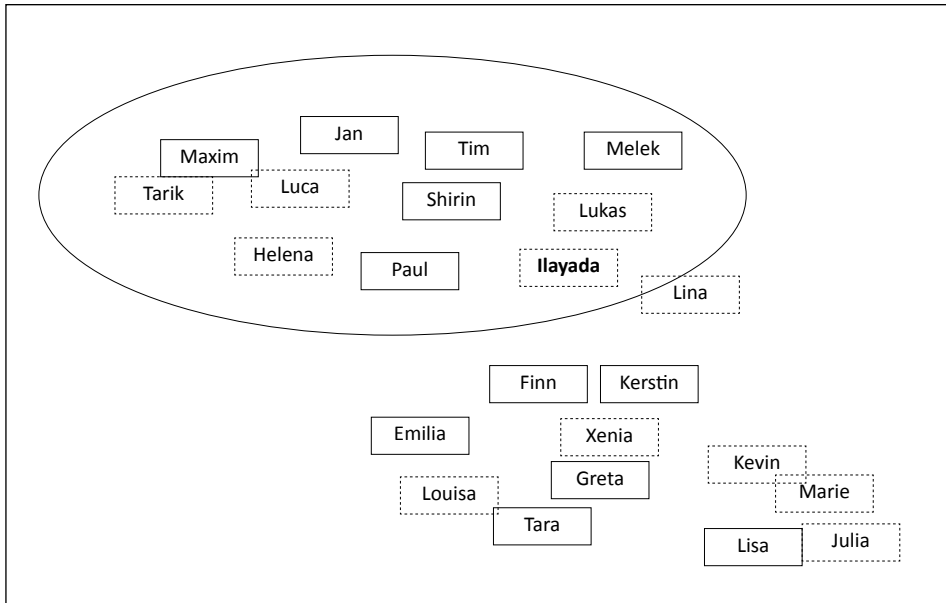 Jan
Maxim
Tim
Melek
Tarik
Luca
Shirin
Lukas
Helena
Paul
Ilayada
Lina
Finn
Kerstin
Emilia
Xenia
Kevin
Greta
Louisa
Marie
Tara
Lisa
Julia